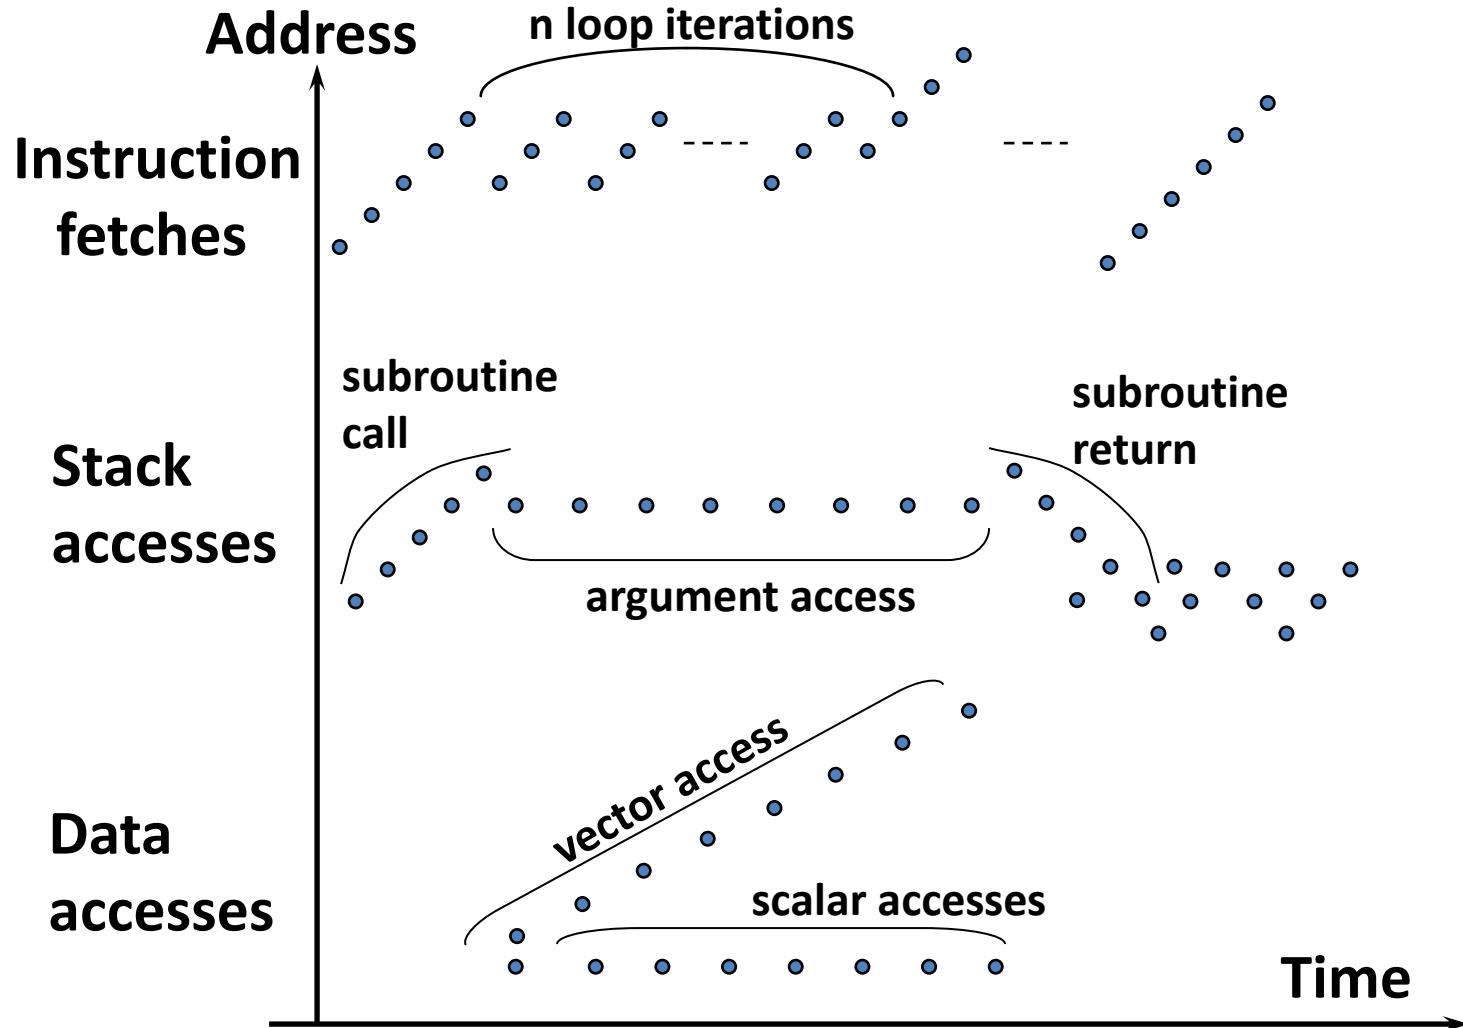 Address
n loop iterations
Instruction
fetches
subroutine
call
subroutine
return
Stack
accesses
argument access
vector access
Data
accesses
scalar accesses
Time